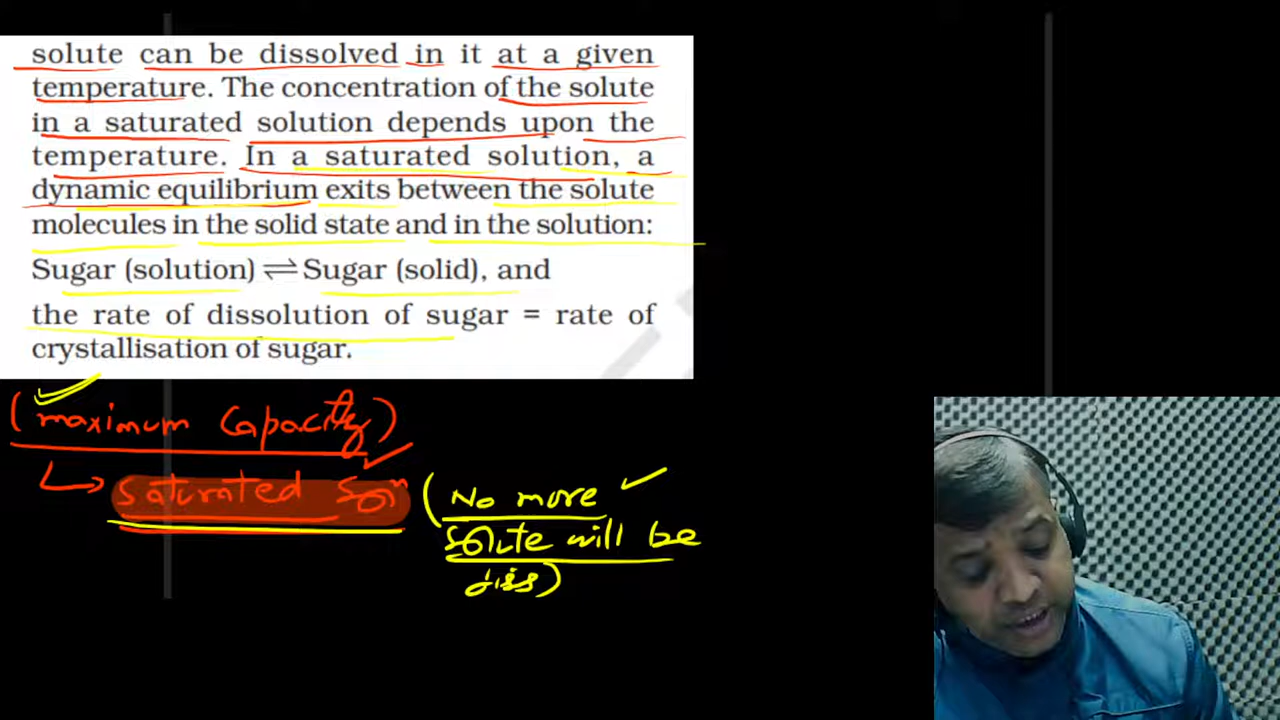 solute can be dissolved in it at a given
temperature. The concentration of the solute
in a saturated solution depends upon the
temperature. In a saturated solution, a
dynamic equilibrium exits between the solute
molecules in the solid state and in the solution:
Sugar (solution) ⇌ Sugar (solid), and
the rate of dissolution of sugar = rate of
crystallisation of sugar.
(maximum Capacity)
↳ saturated solⁿ
(No more
solute will be
diss)